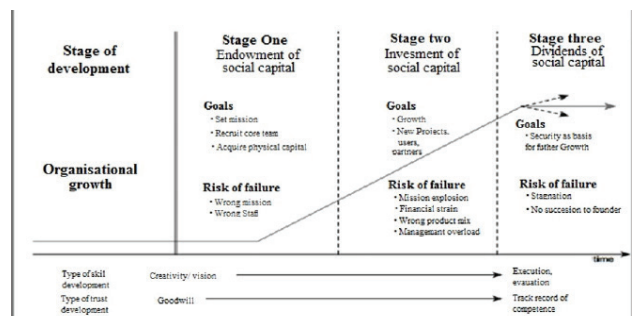 Stage of
development
Stage One
Endowment of
social capital
Stage two
Invesment of
social capital
Stage three
Dividends of
social capital
Organisational
growth
Goals
• Set mission
• Recruit core team
• Acquire physical capital
Risk of failure
• Wrong mission
• Wrong Staff
Goals
• Growth
• New Projects,
users,
partners
Risk of failure
• Mission explosion
• Financial strain
• Wrong product mix
• Management overload
Goals
• Security as basis
for futher Growth
Risk of failure
• Stagnation
• No succesion to founder
time
Type of skil
development
Creativity/ vision
Execution,
evauation
Type of trust
development
Goodwill
Track record of
competence